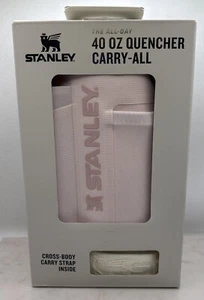 STANLEY
THE ALL-DAY
40 OZ QUENCHER
CARRY-ALL
STANLEY
CROSS-BODY
CARRY STRAP
INSIDE